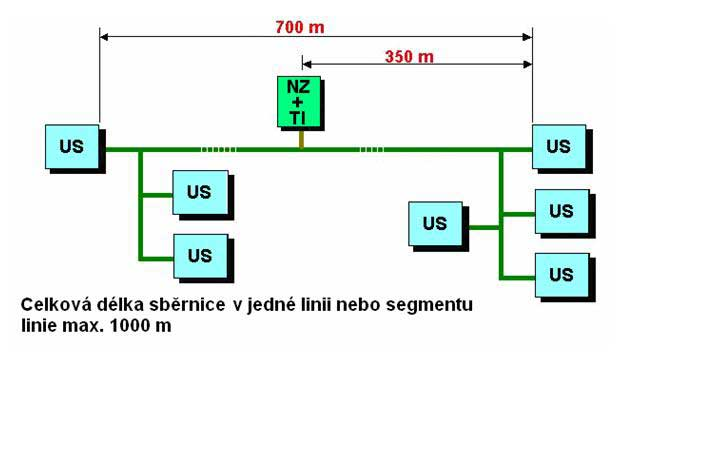 700 m
350 m
NZ
+
TI
US
US
US
US
US
US
US
Celková délka sběrnice v jedné linii nebo segmentu
linie max. 1000 m